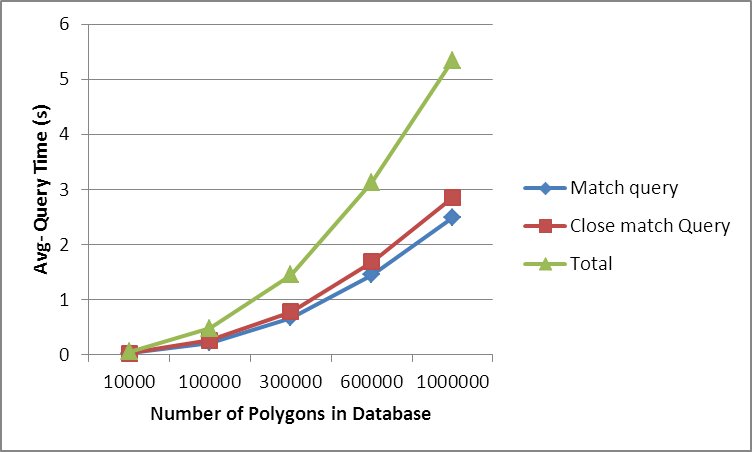 6
5
4
3
2
1
0
Avg- Query Time (s)
10000 100000 300000 600000 1000000
Number of Polygons in Database
Match query
Close match Query
Total